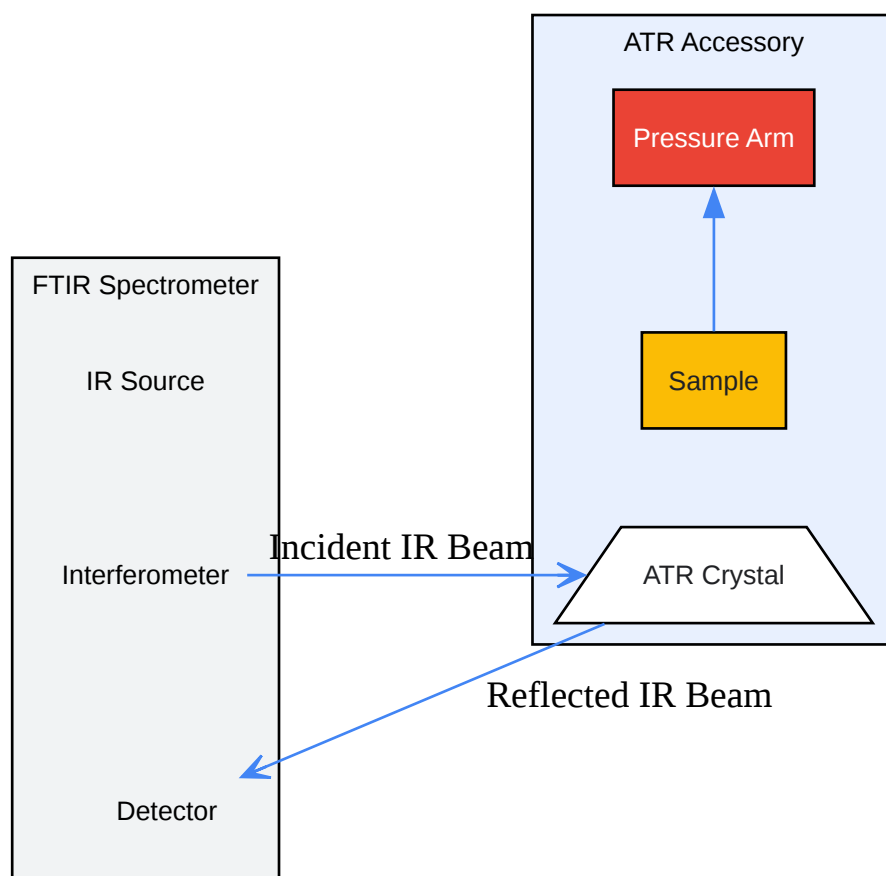 ATR Accessory
Pressure Arm
FTIR Spectrometer
IR Source
Sample
Incident IR Beam
Interferometer
ATR Crystal
Reflected IR Beam
Detector